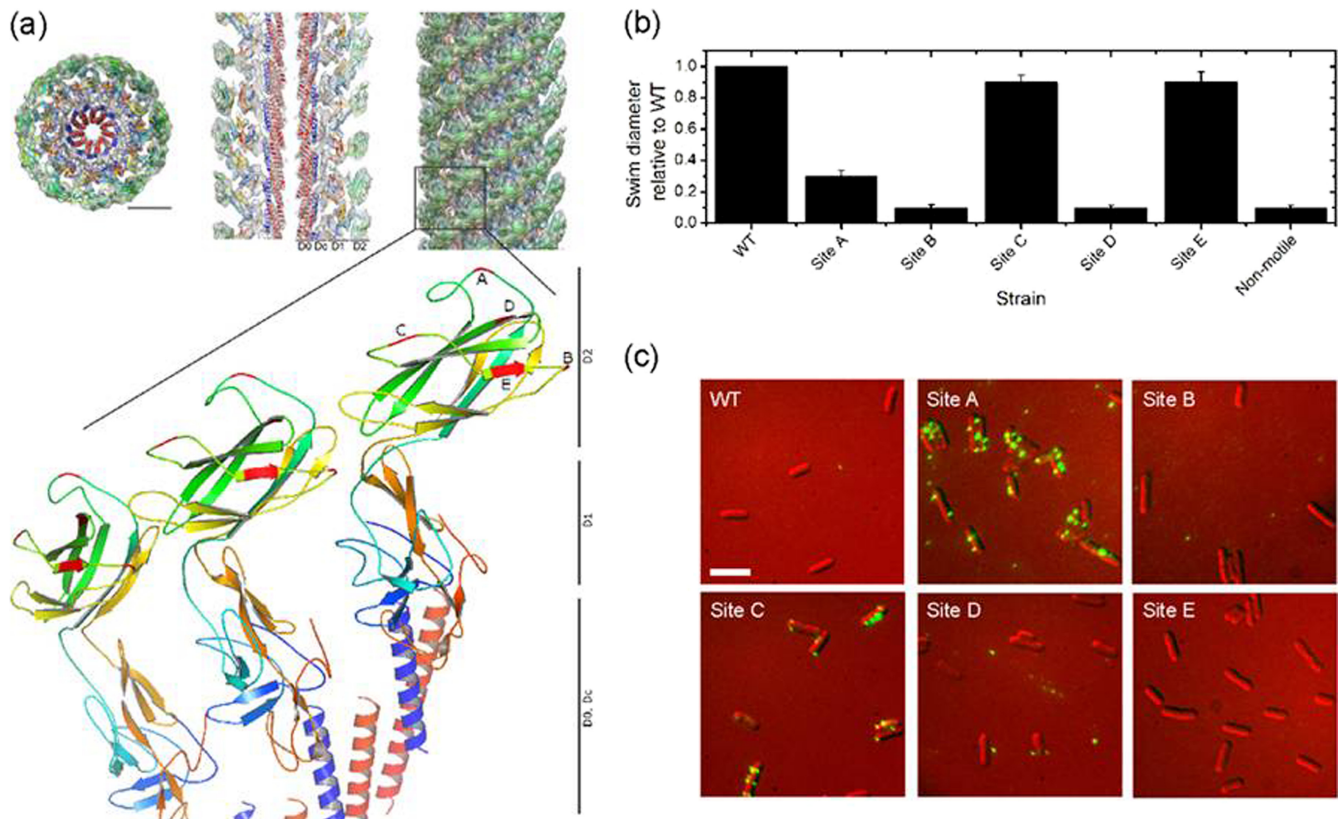 (a)
D0 Dc D1 D2
A
C
D
B
E
D2
D1
D0, Dc
(b)
Swim diameter
relative to WT
1.0
0.8
0.6
0.4
0.2
0.0
WT
Site A
Site B
Site C
Site D
Site E
Non-motile
Strain
(c)
WT
Site A
Site B
Site C
Site D
Site E